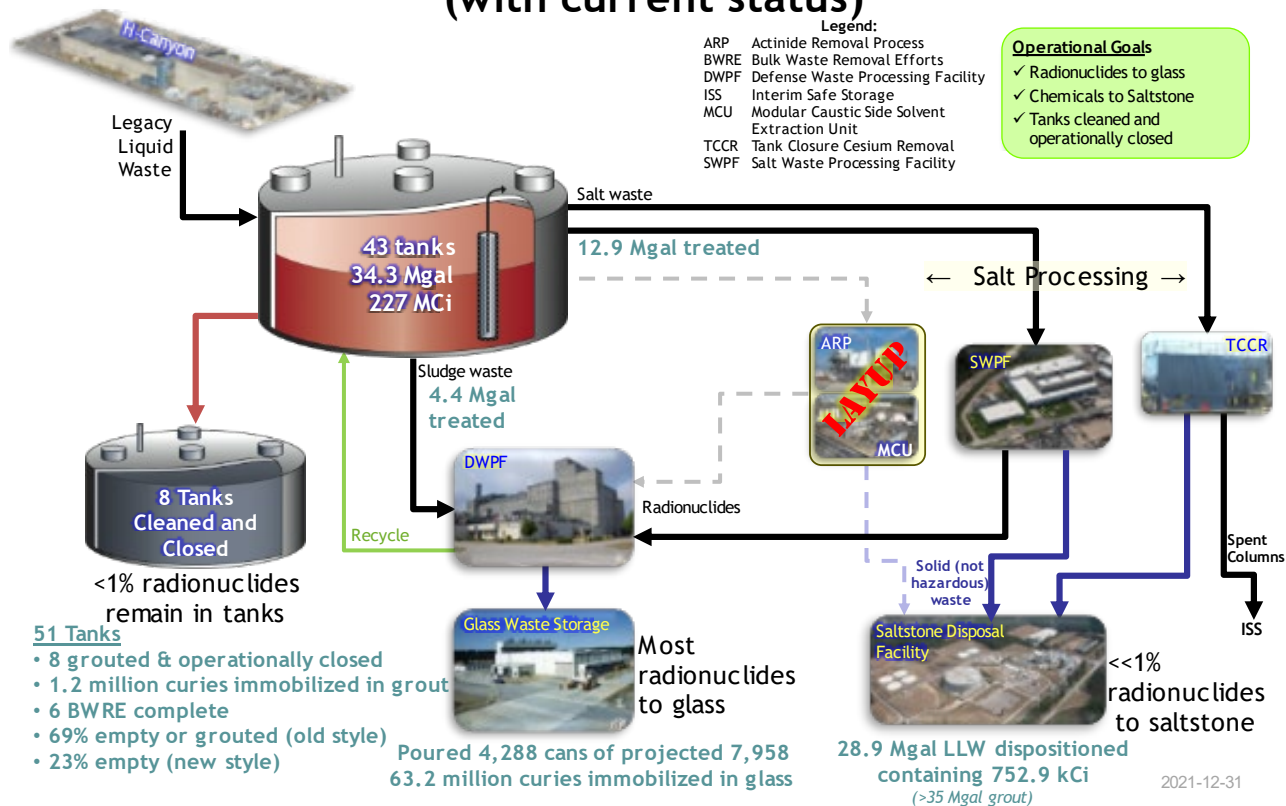 (with current status)
H-Canyon
Legend:
ARP Actinide Removal Process
BWRE Bulk Waste Removal Efforts
DWPF Defense Waste Processing Facility
ISS Interim Safe Storage
MCU Modular Caustic Side Solvent
Extraction Unit
TCCR Tank Closure Cesium Removal
SWPF Salt Waste Processing Facility
Operational Goals
✓ Radionuclides to glass
✓ Chemicals to Saltstone
✓ Tanks cleaned and
operationally closed
Legacy
Liquid
Waste
Salt waste
12.9 Mgal treated
43 tanks
34.3 Mgal
227 MCi
← Salt Processing →
ARP
LAYUP
MCU
SWPF
TCCR
Sludge waste
4.4 Mgal
treated
8 Tanks
Cleaned and
Closed
Recycle
DWPF
Radionuclides
Spent
Columns
ISS
Solid (not
hazardous)
waste
<1% radionuclides
remain in tanks
51 Tanks
• 8 grouted & operationally closed
• 1.2 million curies immobilized in grout
• 6 BWRE complete
• 69% empty or grouted (old style)
• 23% empty (new style)
Glass Waste Storage
Most
radionuclides
to glass
Poured 4,288 cans of projected 7,958
63.2 million curies immobilized in glass
Saltstone Disposal
Facility
<<1%
radionuclides
to saltstone
28.9 Mgal LLW dispositioned
containing 752.9 kCi
(>35 Mgal grout)
2021-12-31